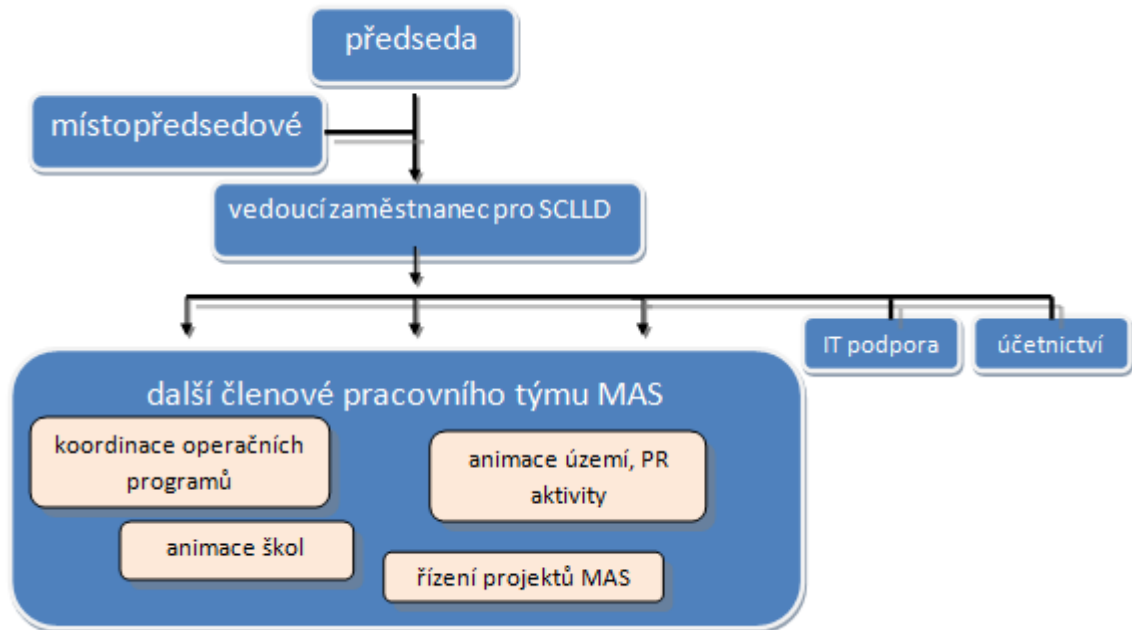 předseda
místopředsedové
vedoucí zaměstnanec pro SCLLD
IT podpora
účetnictví
další členové pracovního týmu MAS
koordinace operačních
programů
animace území, PR
aktivity
animace škol
řízení projektů MAS